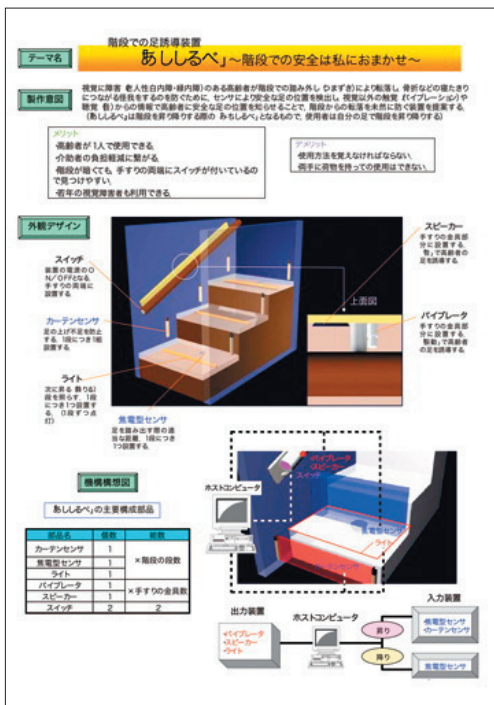 階段での足誘導装置
テーマ名
あししるべ」~階段での安全は私におまかせ~
製作意図
視覚に障害 老人性白内障・緑内障)のある高齢者が階段での踏み外し やまずき)により転落し 骨折などの寝たきり
につながる怪我をするのを防ぐために、センサにより安全な足の位置を検出し 視覚以外の触覚 バイブレーション)や
聴覚 音)からの情報で高齢者に安全な足の位置を知らせることで、階段からの転落を未然に防ぐ装置を提案する。
(あししるべ」は階段を昇り降りする際の みちしるべ」となるもので、使用者は自分の足で階段を昇り降りする)
メリット
・高齢者が1人で使用できる。
・介助者の負担軽減に繋がる。
・階段が暗くても、手すりの両端にスイッチが付いているの
で見つけやすい。
・若年の視覚障害者も利用できる。
デメリット
・使用方法を覚えなければならない。
・両手に荷物を持っての使用はできない。
外観デザイン
スイッチ
装置の電源のO
N/OFFとなる。
手すりの両端に
設置する。
カーテンセンサ
足の上げ不足を防止
する。1段につき1組
設置する。
ライト
次に昇る 降りる)
段を照らす。1段
につき1つ設置す
る。 (1段ずつ点
灯)
焦電型センサ
足を踏み出す際の適
当な距離、1段につき
1つ設置する。
上面図
スピーカー
手すりの金具部
分に設置する。
音」で高齢者の
足を誘導する。
バイブレータ
手すりの金具部
分に設置する。
振動」で高齢者
の足を誘導する。
機構構想図
あししるべ」の主要構成部品
部品名 個数 総数
カーテンセンサ 1
焦電型センサ 1 ×階段の段数
ライト 1
バイブレータ 1 ×手すりの金具数
スピーカー 1
スイッチ 2 2
・バイブレータ
・スピーカー
スイッチ
ホストコンピュータ
焦電型センサ
ライト
カーテンセンサ
出力装置
・バイブレータ
・スピーカー
・ライト
ホストコンピュータ
昇り
降り
入力装置
・焦電型センサ
・カーテンセンサ
焦電型センサ